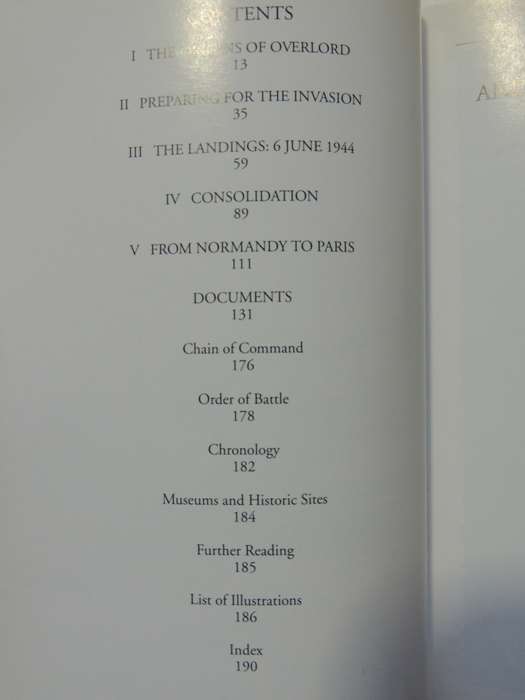 CONTENTS
I THE ORIGINS OF OVERLORD
13
II PREPARING FOR THE INVASION
35
III THE LANDINGS: 6 JUNE 1944
59
IV CONSOLIDATION
89
V FROM NORMANDY TO PARIS
111
DOCUMENTS
131
Chain of Command
176
Order of Battle
178
Chronology
182
Museums and Historic Sites
184
Further Reading
185
List of Illustrations
186
Index
190